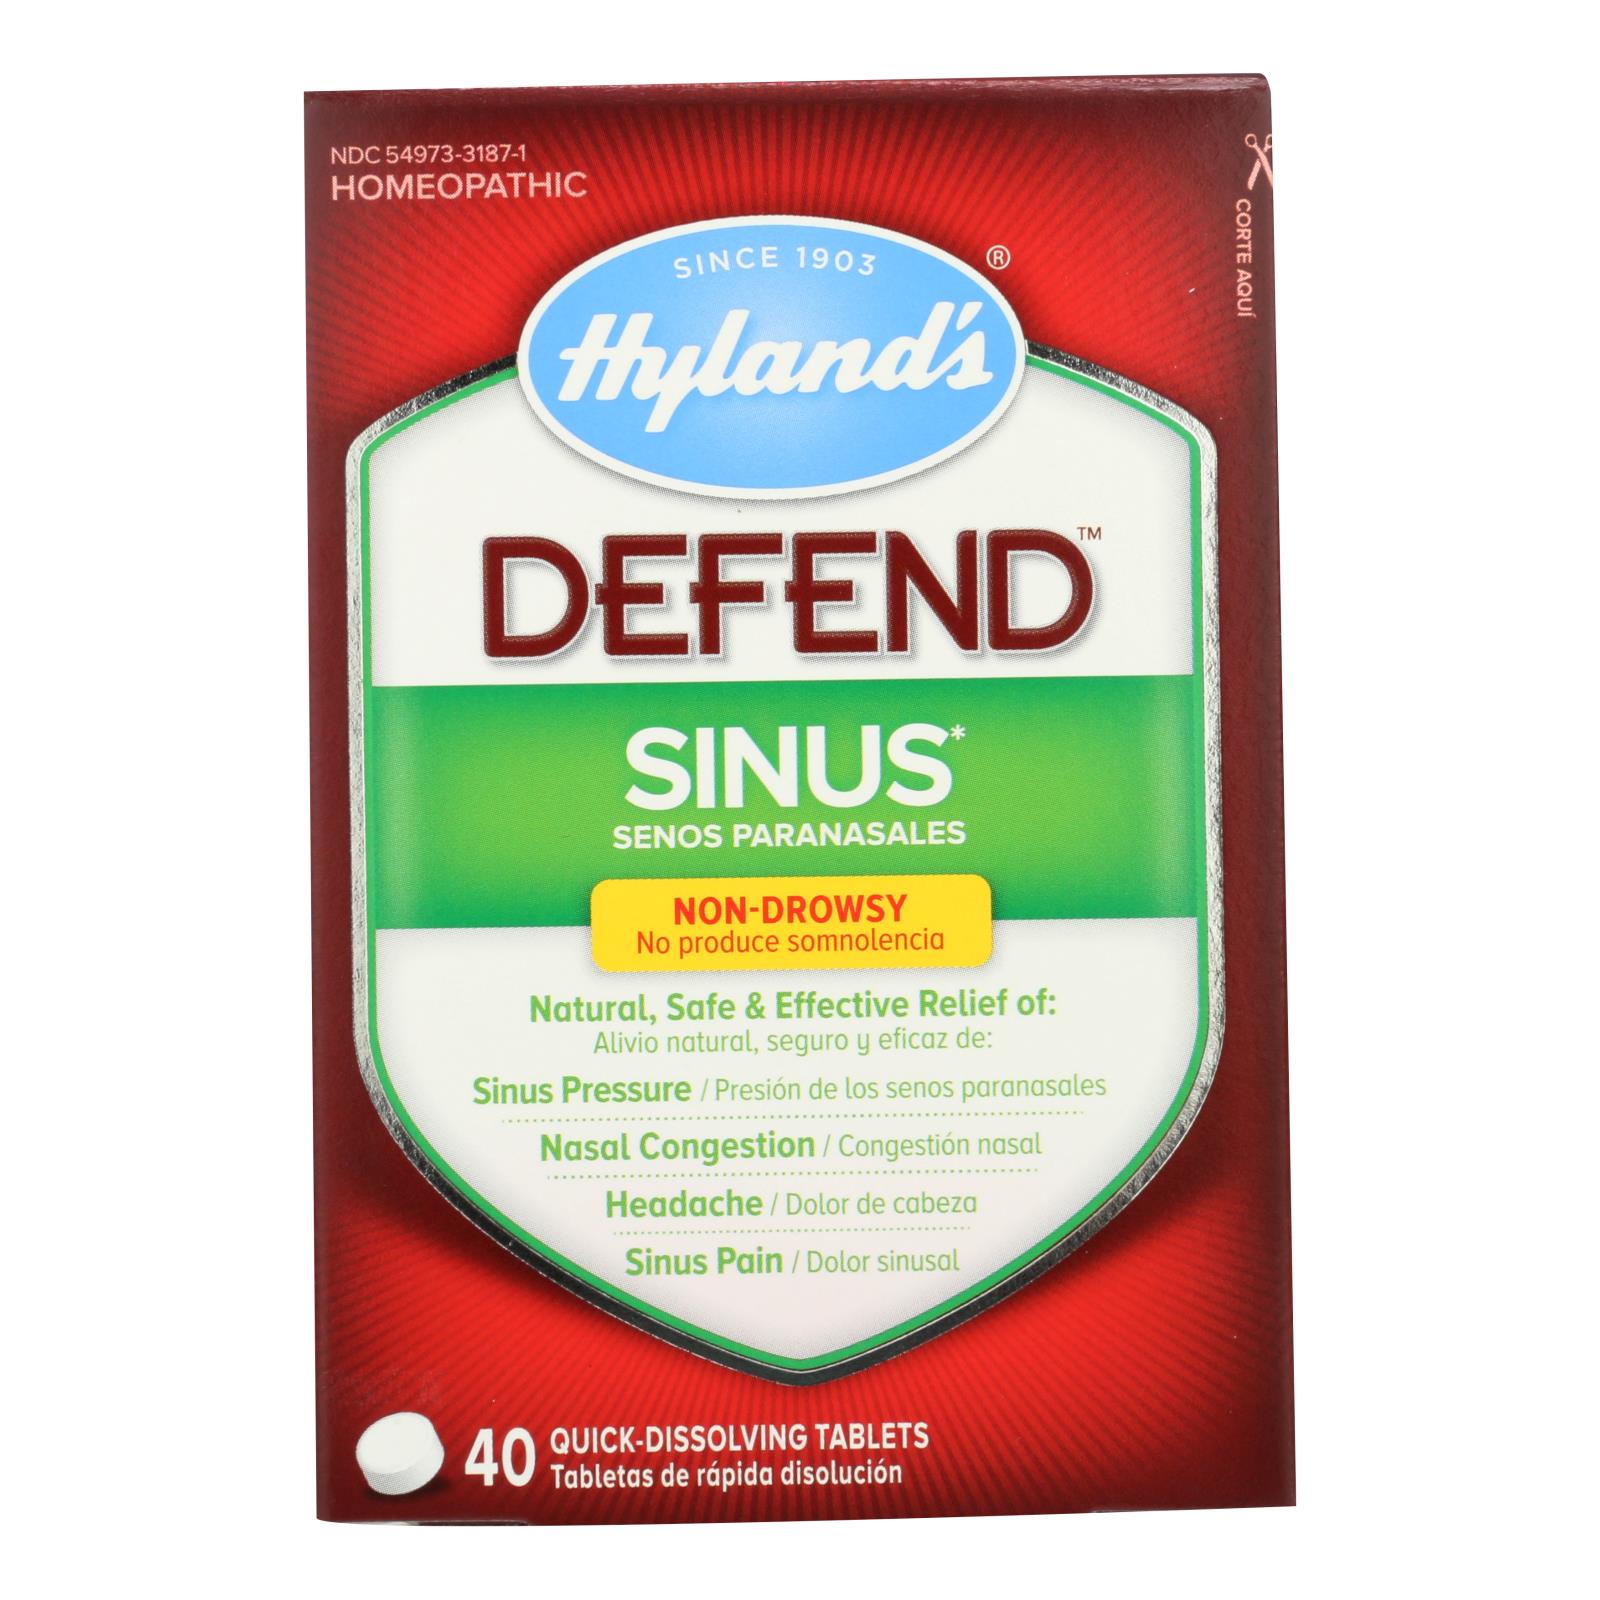 NDC 54973-3187-1
HOMEOPATHIC
CORTE AQUÍ
SINCE 1903
®
Hyland's
DEFEND™
SINUS*
SENOS PARANASALES
NON-DROWSY
No produce somnolencia
Natural, Safe & Effective Relief of:
Alivio natural, seguro y eficaz de:
Sinus Pressure / Presión de los senos paranasales
Nasal Congestion / Congestión nasal
Headache / Dolor de cabeza
Sinus Pain / Dolor sinusal
40 QUICK-DISSOLVING TABLETS
Tabletas de rápida disolución